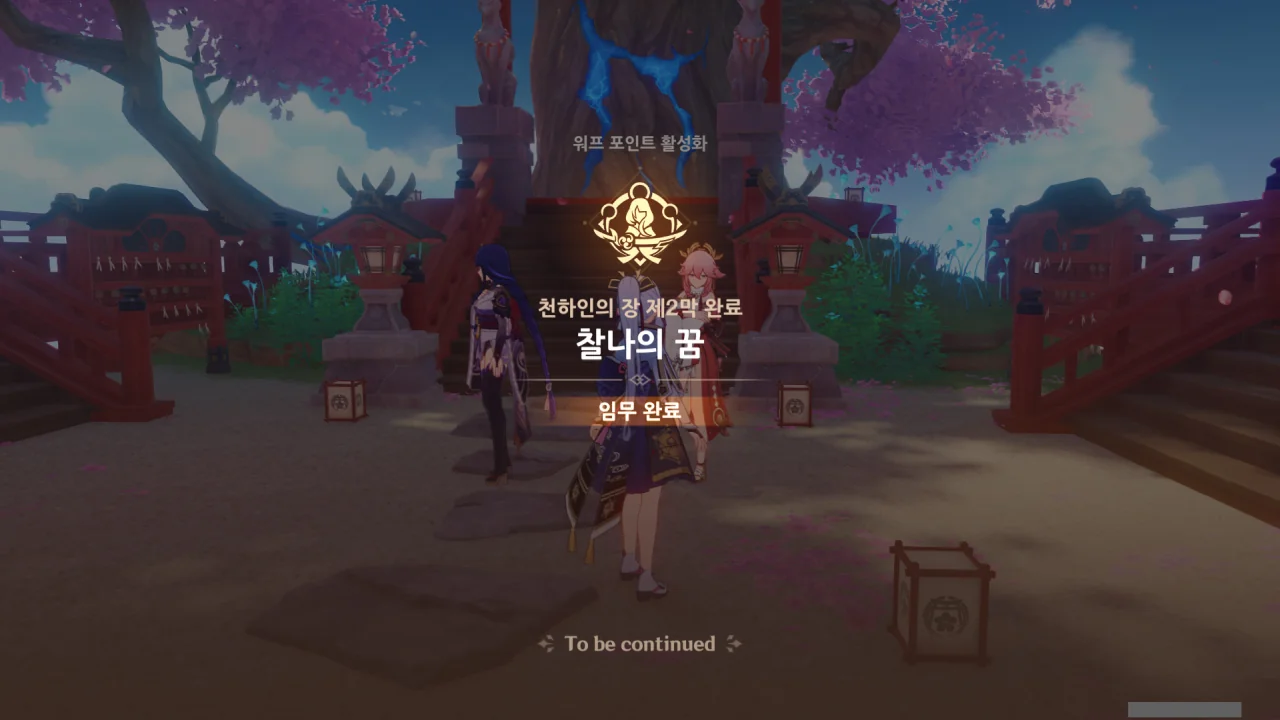 워프 포인트 활성화
천하인의 장 제2막 완료
찰나의 꿈
임무 완료
To be continued